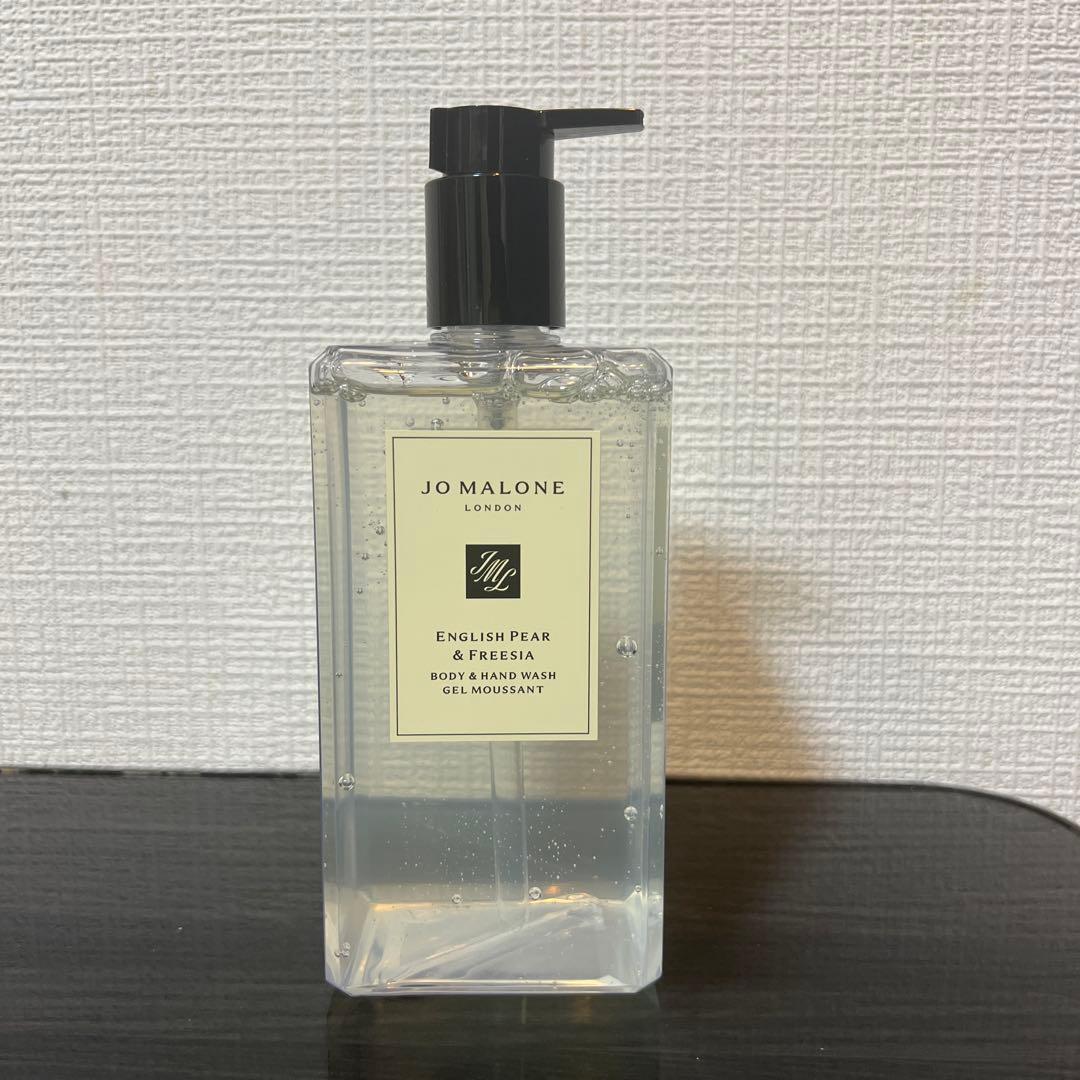 JO MALONE
LONDON
JML
ENGLISH PEAR
& FREESIA
BODY & HAND WASH
GEL MOUSSANT